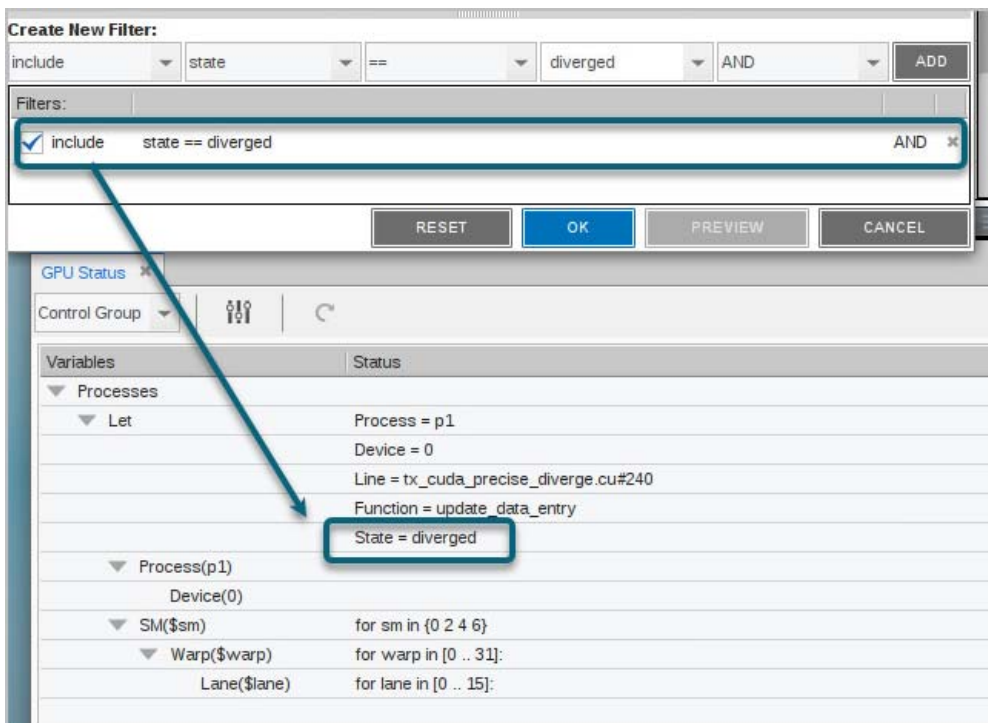 Create New Filter:
include state == diverged AND ADD
Filters:
include state == diverged AND
RESET OK PREVIEW CANCEL
GPU Status
Control Group
Variables Status
Processes
Let Process = p1
Device = 0
Line = tx_cuda_precise_diverge.cu#240
Function = update_data_entry
State = diverged
Process(p1)
Device(0)
SM($sm) for sm in {0 2 4 6}
Warp($warp) for warp in [0 .. 31]:
Lane($lane) for lane in [0 .. 15]: